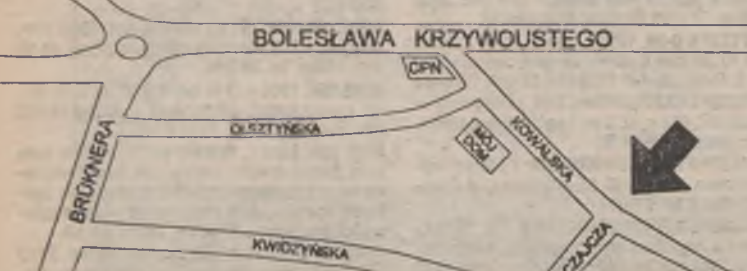 BOLESŁAWA KRZYWOUSTEGO
CPN
OLSZTYŃSKA
KOWALSKA
MÓJ
DOM
BRÜKNERA
KWIDZYŃSKA
CZAJCZA